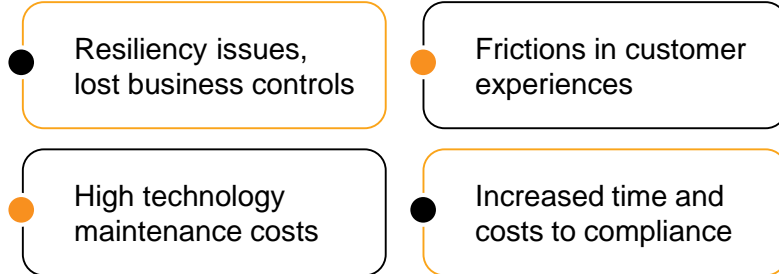 Resiliency issues,
lost business controls
Frictions in customer
experiences
High technology
maintenance costs
Increased time and
costs to compliance